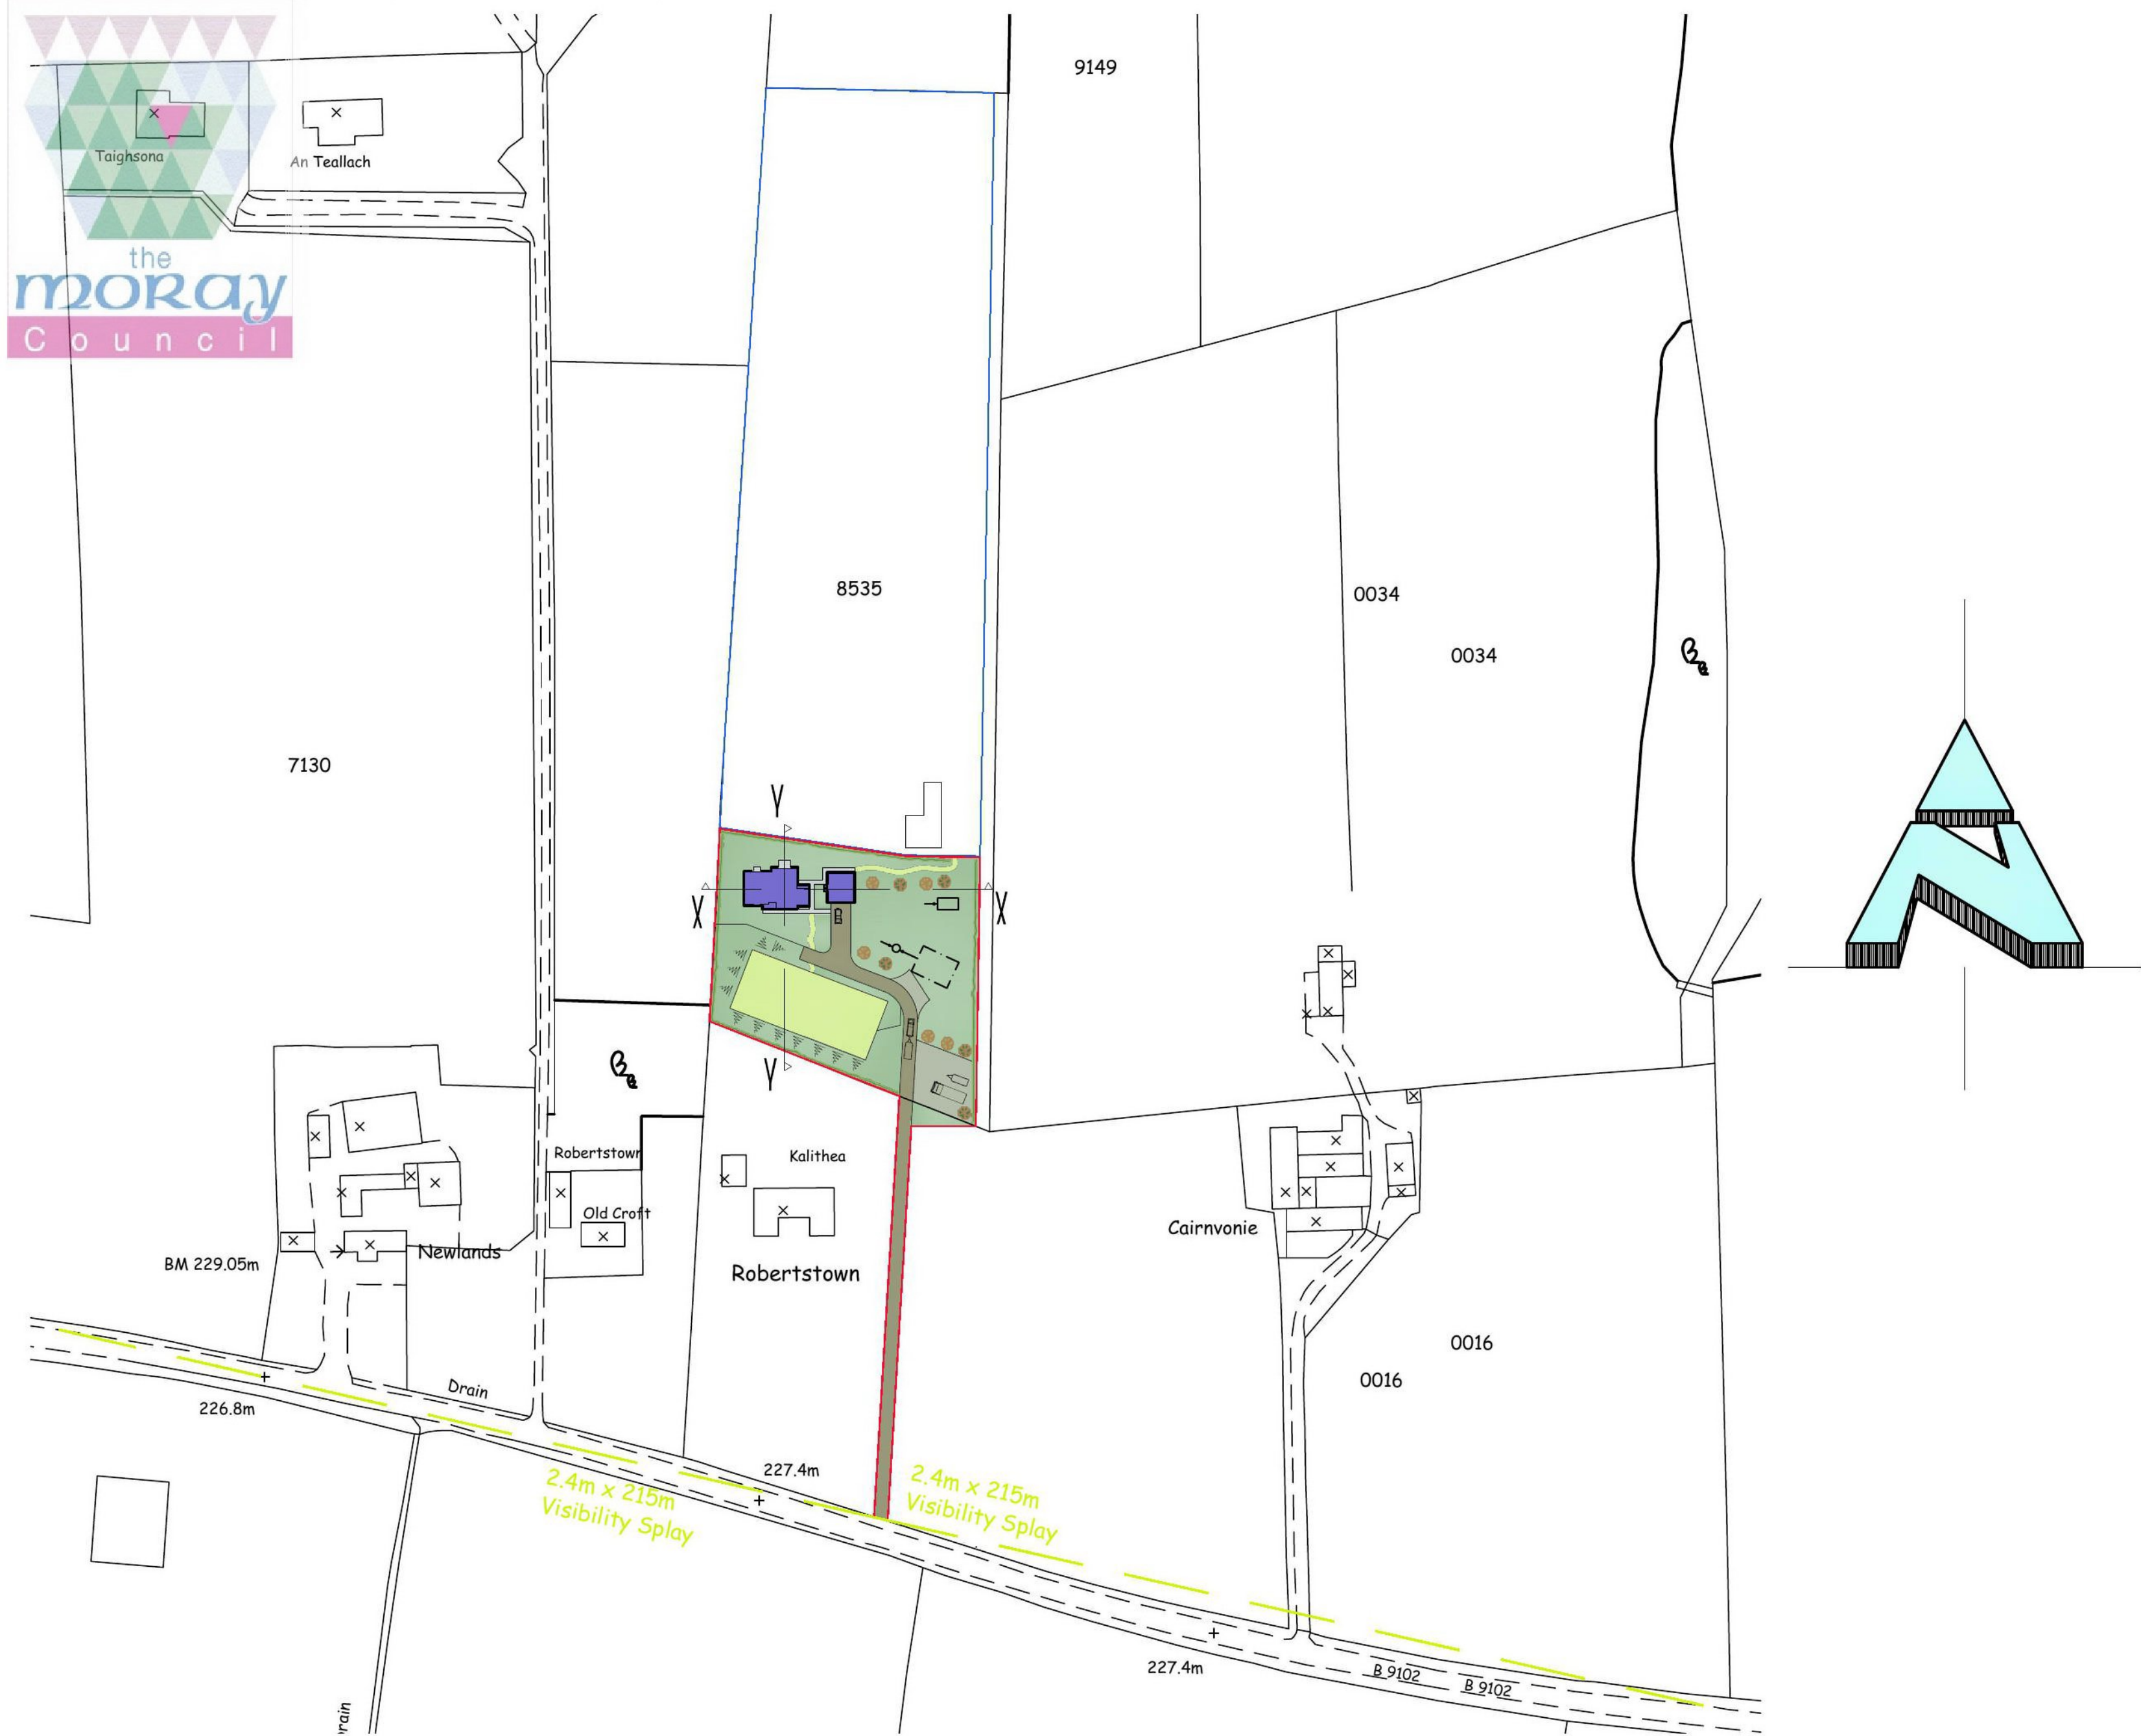 the
moray
Council
Taighsona
An Teallach
9149
8535
0034
0034
7130
Y
X
X
Y
Robertstown
Kalithea
Old Croft
Newlands
BM 229.05m
Robertstown
Cairnvonie
0016
0016
Drain
226.8m
227.4m
2.4m x 215m
Visibility Splay
2.4m x 215m
Visibility Splay
227.4m
B 9102
B 9102
N